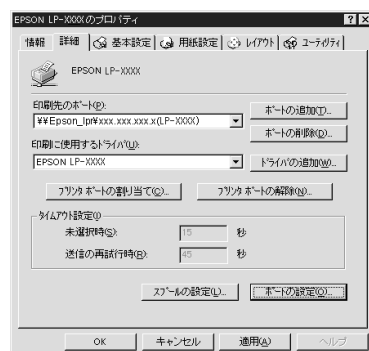 EPSON LP-XXXXのプロパティ ? ×
情報 詳細 基本設定 用紙設定 レイアウト ユーティリティ
EPSON LP-XXXX
印刷先のポート(P):
¥¥Epson_lpr¥xxx.xxx.xxx.x(LP-XXXX)
ポートの追加(T)...
ポートの削除(D)...
印刷に使用するドライバ(U):
EPSON LP-XXXX
ドライバの追加(W)...
プリンタ ポートの割り当て(C)...
プリンタ ポートの解除(N)...
タイムアウト設定(I)
未選択時(S): 15 秒
送信の再試行時(R): 45 秒
スプールの設定(L)...
ポートの設定(O)...
OK キャンセル 適用(A) ヘルプ